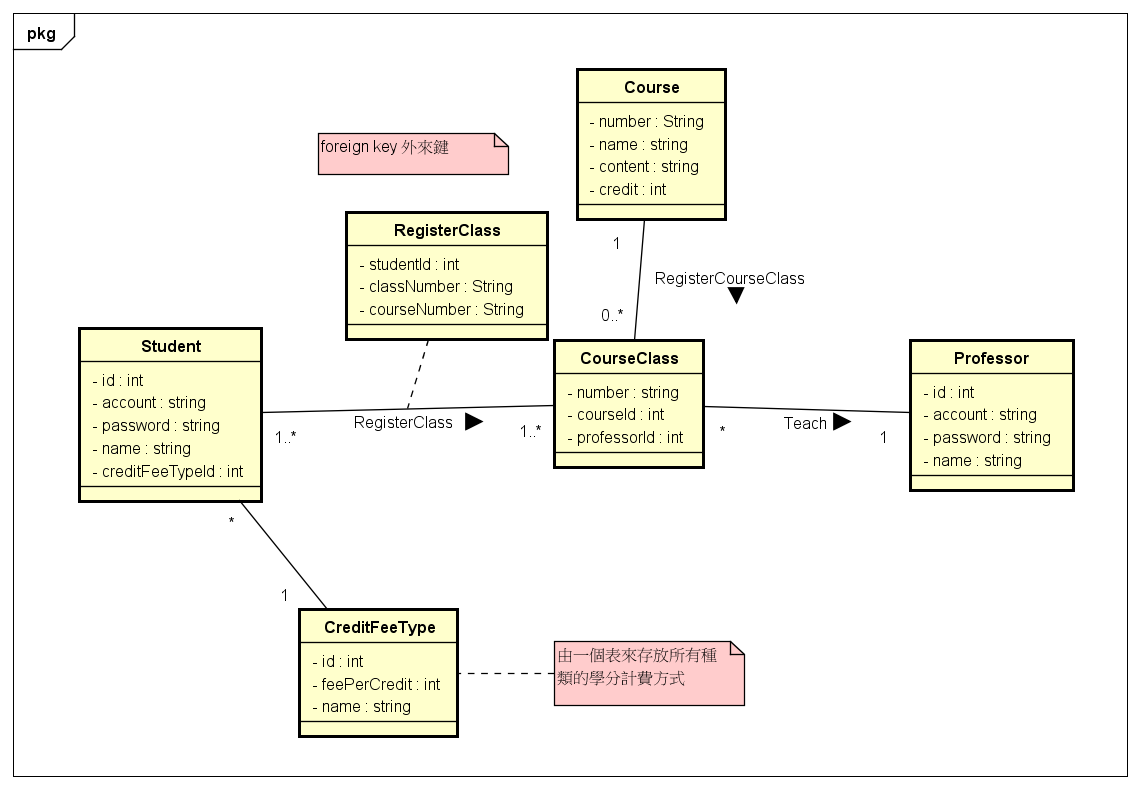 pkg
Course
- number : String
- name : string
- content : string
- credit : int
foreign key 外來鍵
RegisterClass
- studentId : int
- classNumber : String
- courseNumber : String
1
RegisterCourseClass
0..*
Student
- id : int
- account : string
- password : string
- name : string
- creditFeeTypeId : int
CourseClass
- number : string
- courseId : int
- professorId : int
Professor
- id : int
- account : string
- password : string
- name : string
1..*
RegisterClass
1..*
*
Teach
1
*
1
CreditFeeType
- id : int
- feePerCredit : int
- name : string
由一個表來存放所有種
類的學分計費方式